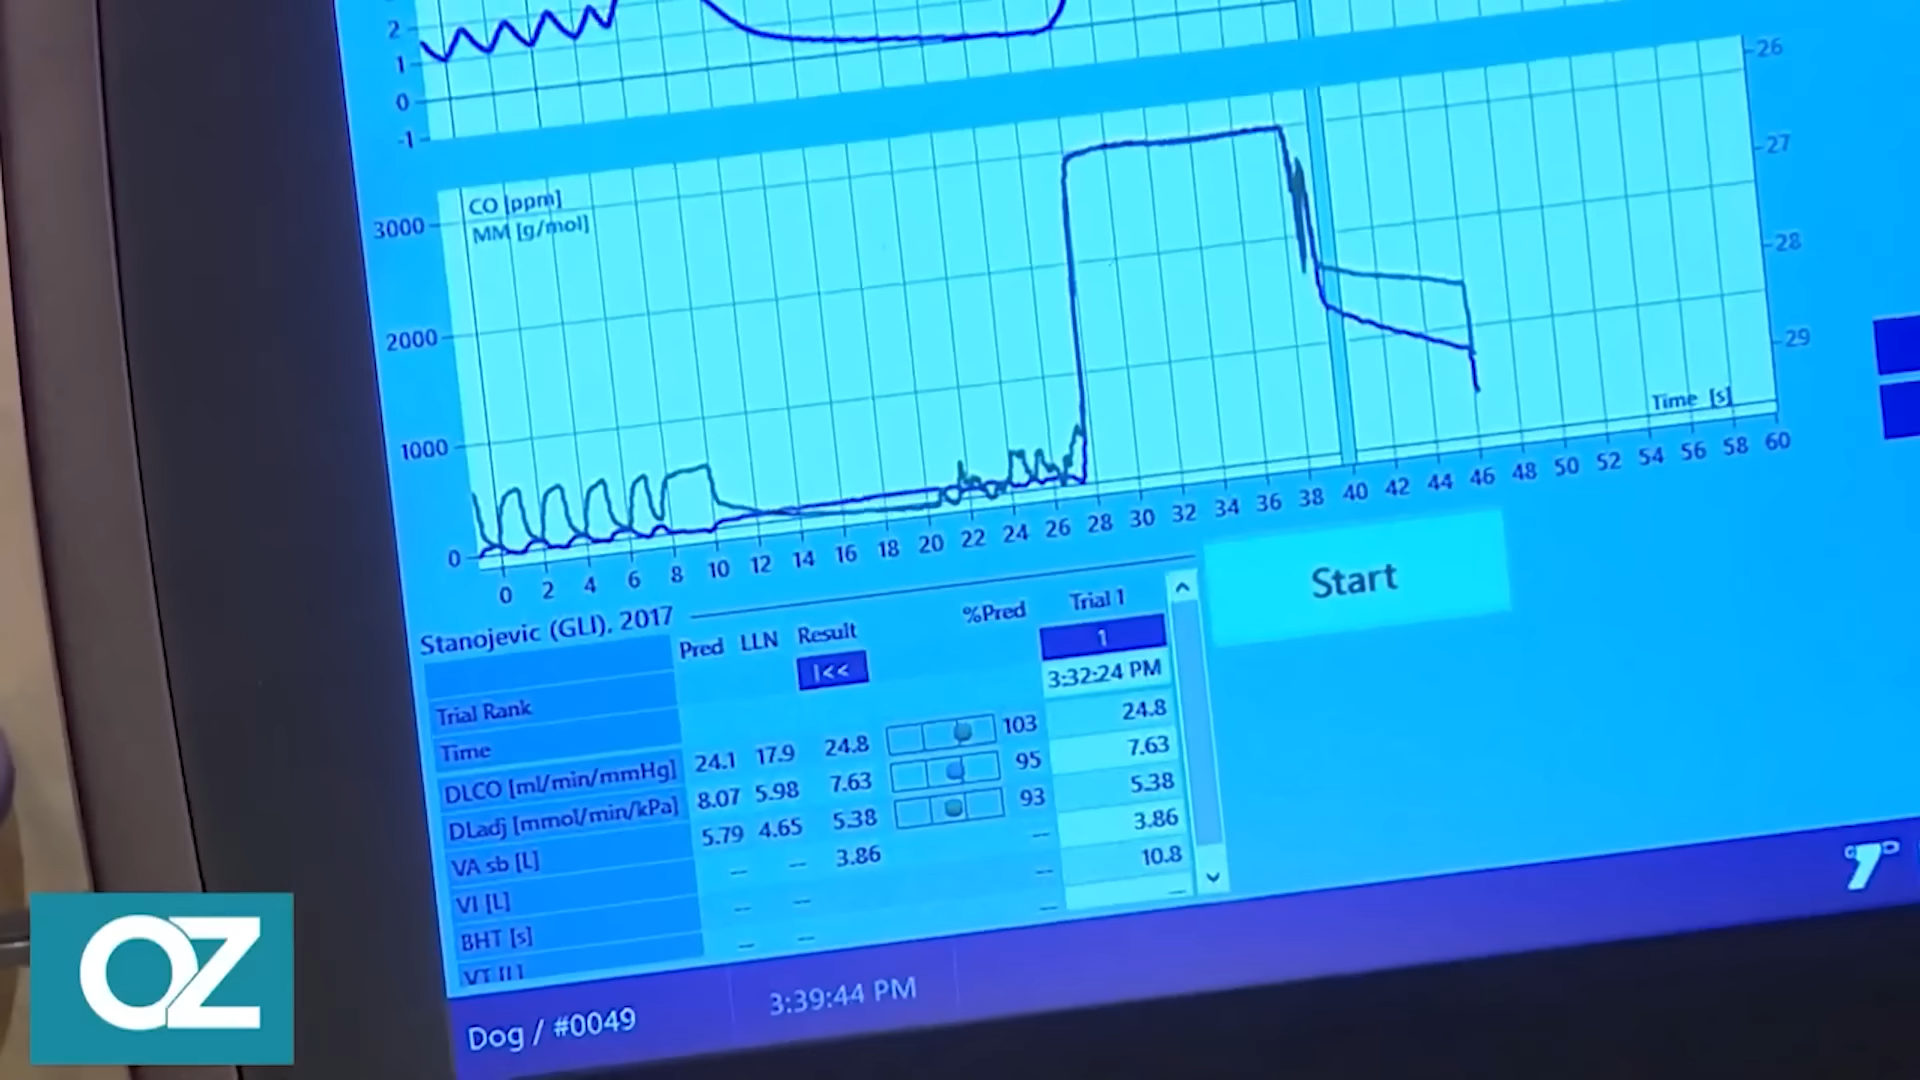 2
1
0
-1
CO [ppm]
MM [g/mol]
3000
2000
1000
0
26
27
28
29
Time [s]
0 2 4 6 8 10 12 14 16 18 20 22 24 26 28 30 32 34 36 38 40 42 44 46 48 50 52 54 56 58 60
Start
Stanojevic (GLI), 2017
Pred LLN Result %Pred Trial 1
|<< 1
Trial Rank
Time 3:32:24 PM
DLCO [ml/min/mmHg] 24.1 17.9 24.8 103 24.8
DLadj [mmol/min/kPa] 8.07 5.98 7.63 95 7.63
VA sb [L] 5.79 4.65 5.38 93 5.38
VI [L] -- -- 3.86 -- 3.86
BHT [s] -- -- -- 10.8
VT [L] -- -- -- --
Dog / #0049 3:39:44 PM
OZ